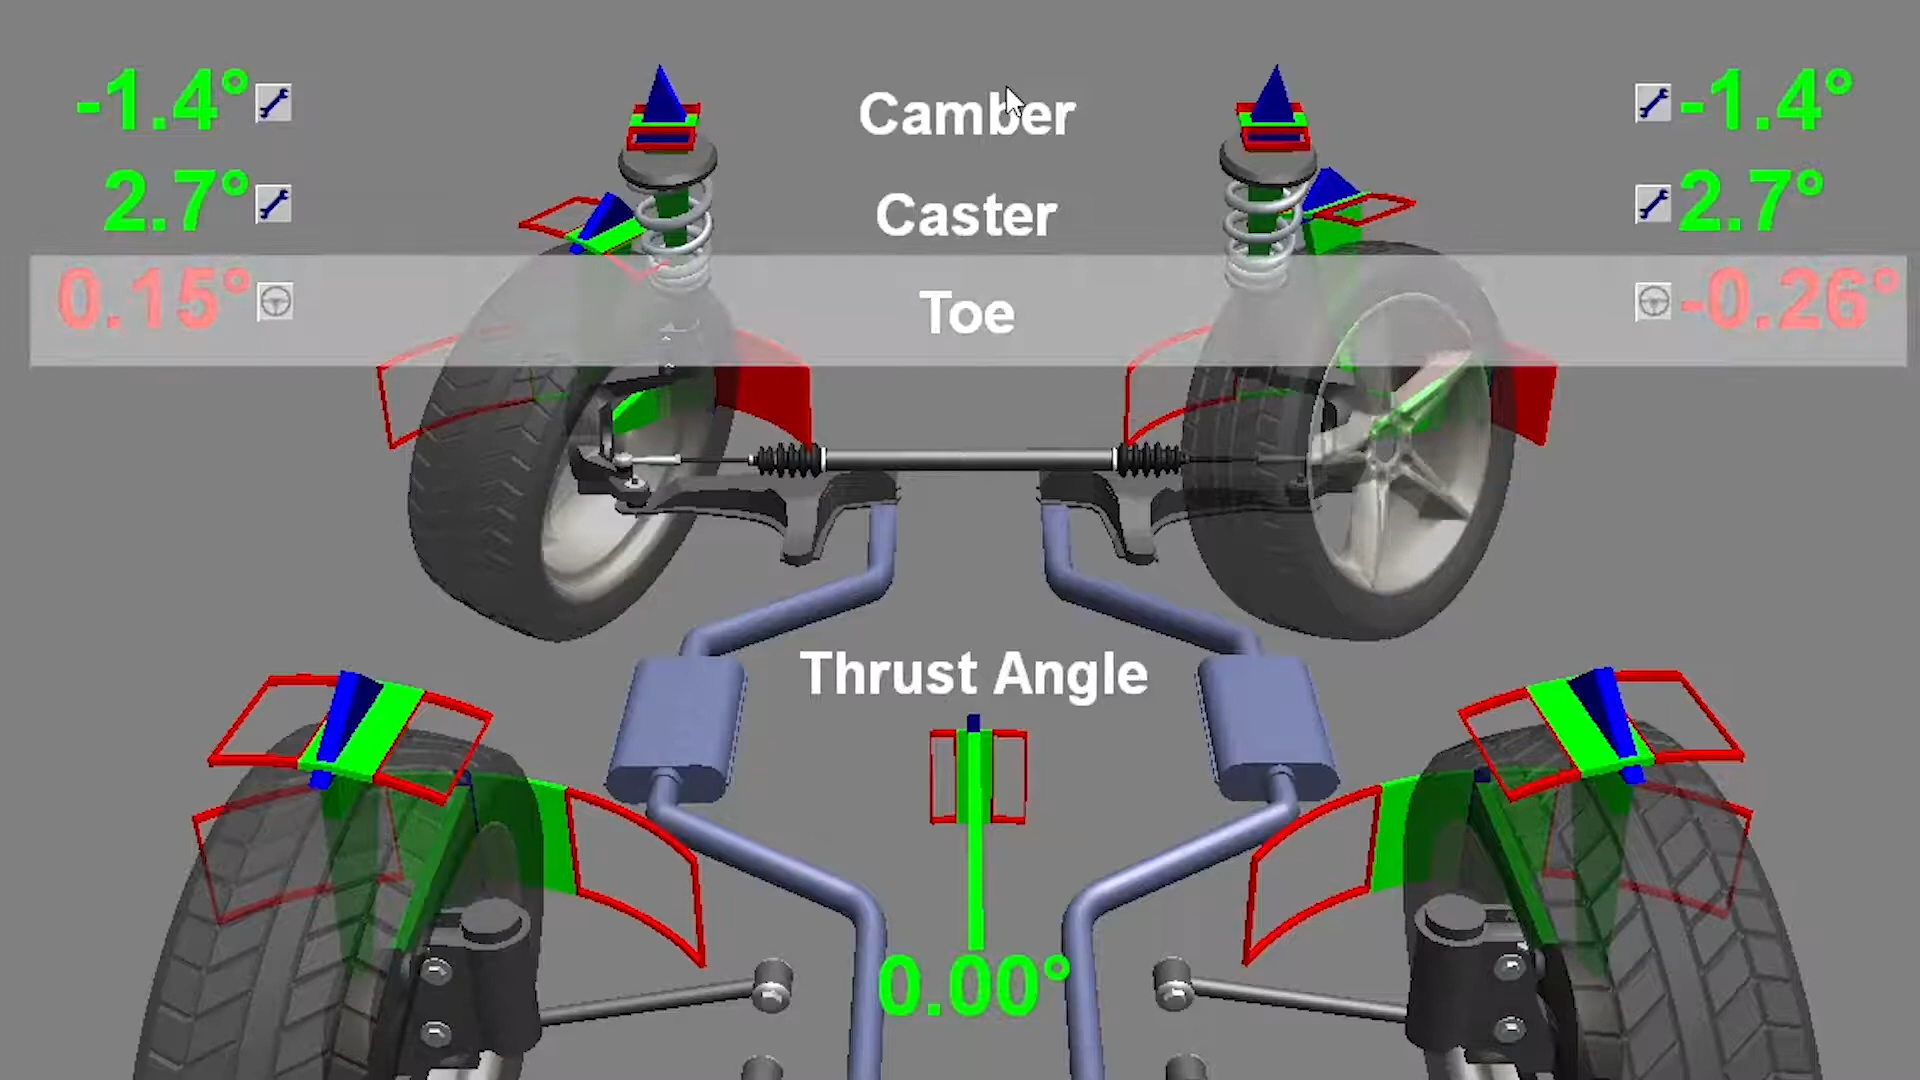 -1.4° Camber -1.4°
2.7° Caster 2.7°
0.15° Toe -0.26°
Thrust Angle
0.00°